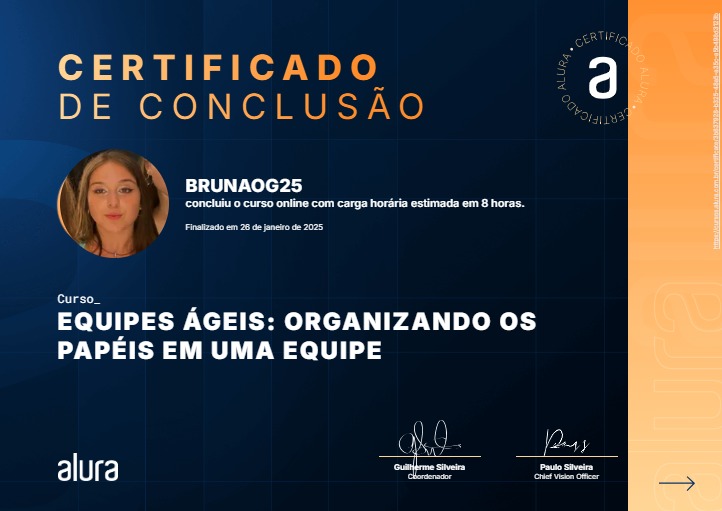 CERTIFICADO
DE CONCLUSÃO
CERTIFICADO ALURA • CERTIFICADO ALURA •
a
BRUNAOG25
concluiu o curso online com carga horária estimada em 8 horas.
Finalizado em 26 de janeiro de 2025
Curso_
EQUIPES ÁGEIS: ORGANIZANDO OS
PAPÉIS EM UMA EQUIPE
alura
Guilherme Silveira
Coordenador
Paulo Silveira
Chief Vision Officer
alura